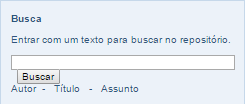 Busca
Entrar com um texto para buscar no repositório.
Buscar
Autor - Título - Assunto